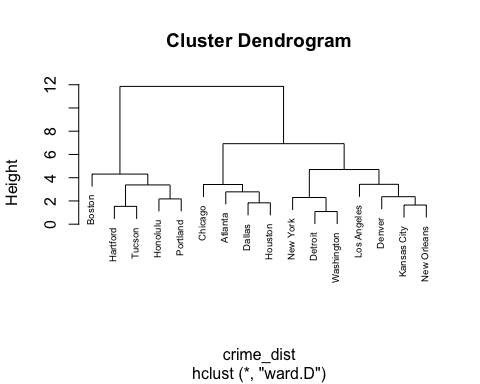 Cluster Dendrogram
Height
0
2
4
6
8
12
Boston
Hartford
Tucson
Honolulu
Portland
Chicago
Atlanta
Dallas
Houston
New York
Detroit
Washington
Los Angeles
Denver
Kansas City
New Orleans
crime_dist
hclust (*, "ward.D")